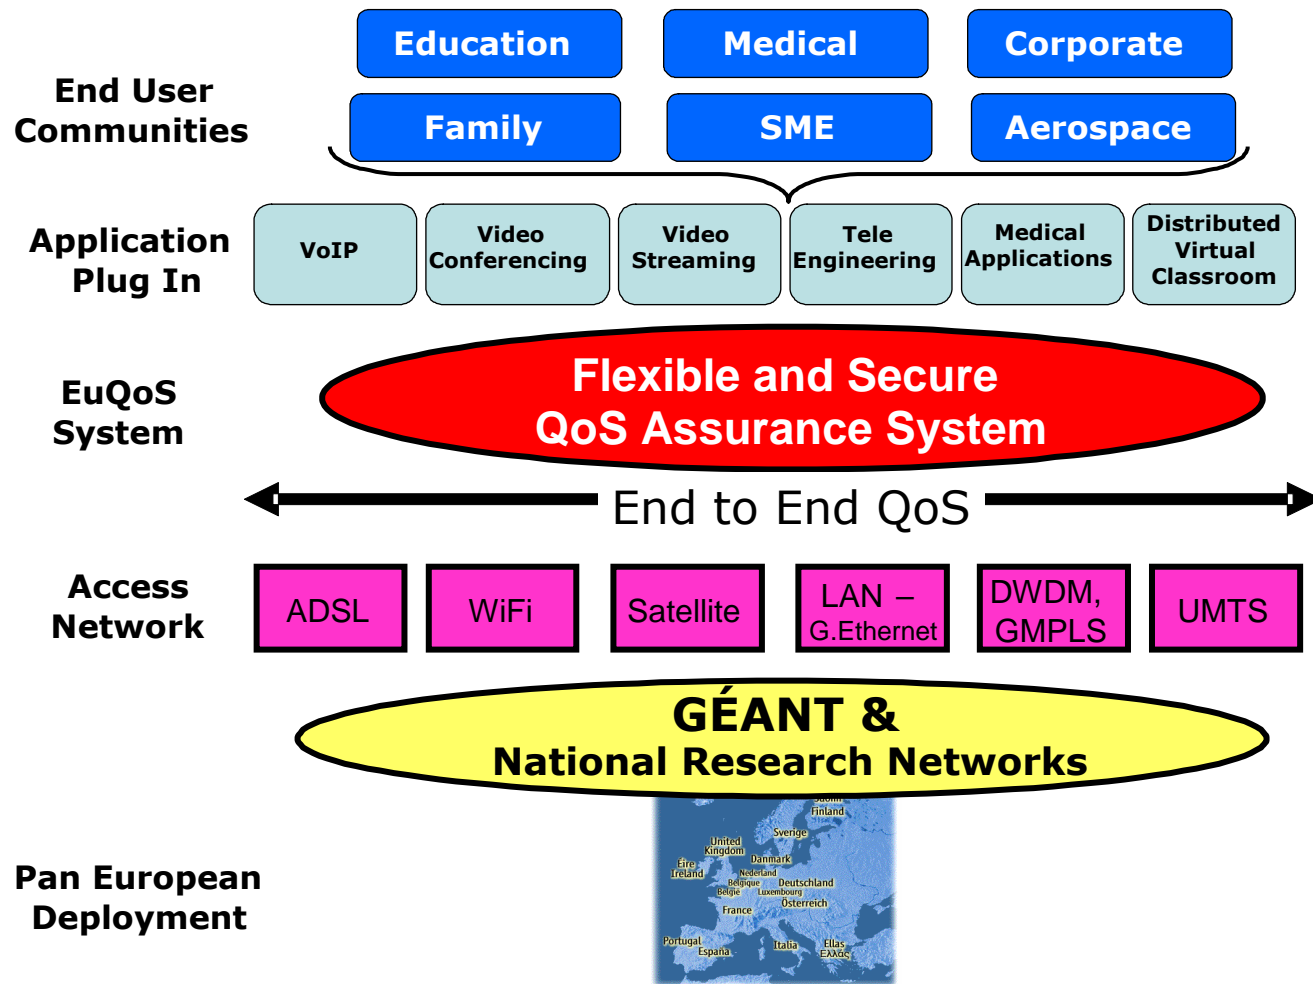 Education
Medical
Corporate
End User
Communities
Family
SME
Aerospace
Application
Plug In
VoIP
Video
Conferencing
Video
Streaming
Tele
Engineering
Medical
Applications
Distributed
Virtual
Classroom
EuQoS
System
Flexible and Secure
QoS Assurance System
End to End QoS
Access
Network
ADSL
WiFi
Satellite
LAN –
G.Ethernet
DWDM,
GMPLS
UMTS
GÉANT &
National Research Networks
Pan European
Deployment
Suomi
Finland
Sverige
United
Kingdom
Danmark
Éire
Ireland
Nederland
Belgique
België
Deutschland
Luxembourg
Österreich
France
Portugal
España
Italia
Ellas
Ελλάς